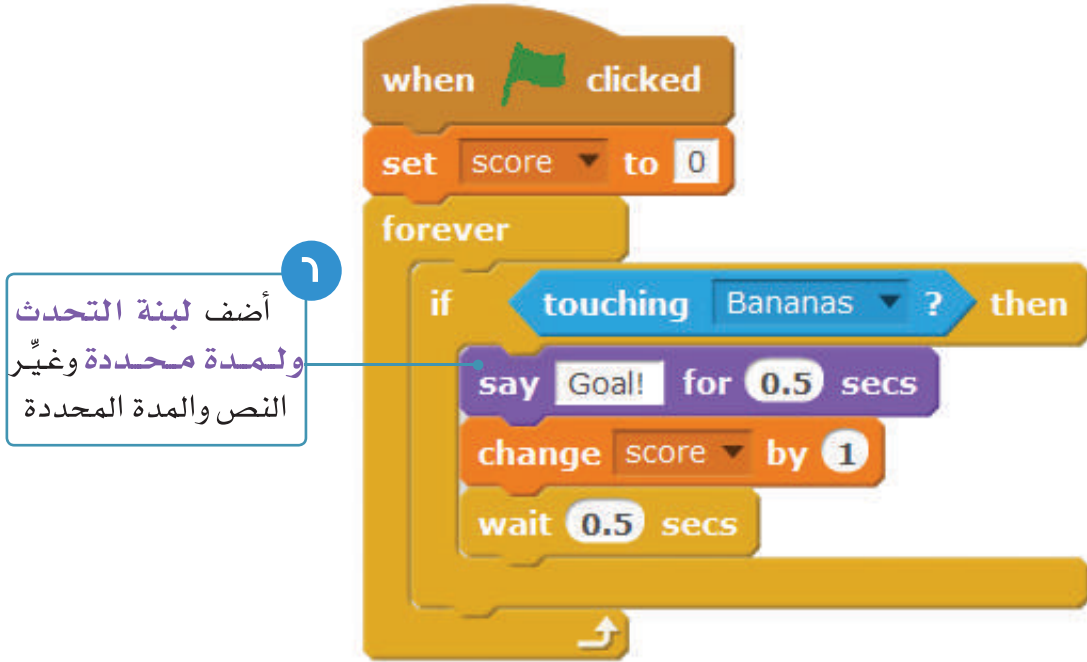 when clicked
set score to 0
forever
if touching Bananas ? then
say Goal! for 0.5 secs
change score by 1
wait 0.5 secs
٦
أضف لبنة التحدث
ولمدة محددة وغيِّر
النص والمدة المحددة